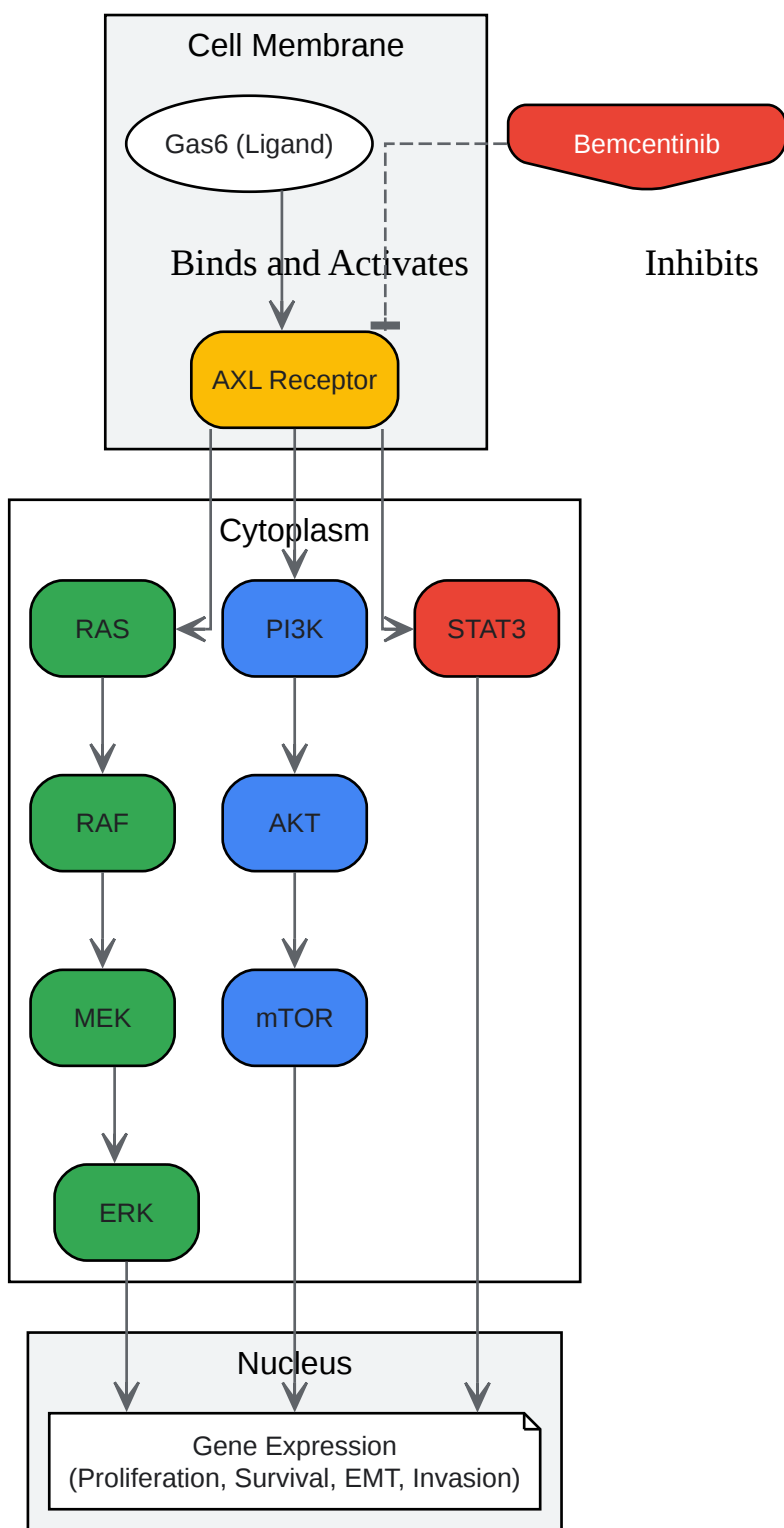 Cell Membrane
Gas6 (Ligand)
Bemcentinib
Binds and Activates
Inhibits
AXL Receptor
Cytoplasm
RAS
PI3K
STAT3
RAF
AKT
MEK
mTOR
ERK
Nucleus
Gene Expression
(Proliferation, Survival, EMT, Invasion)